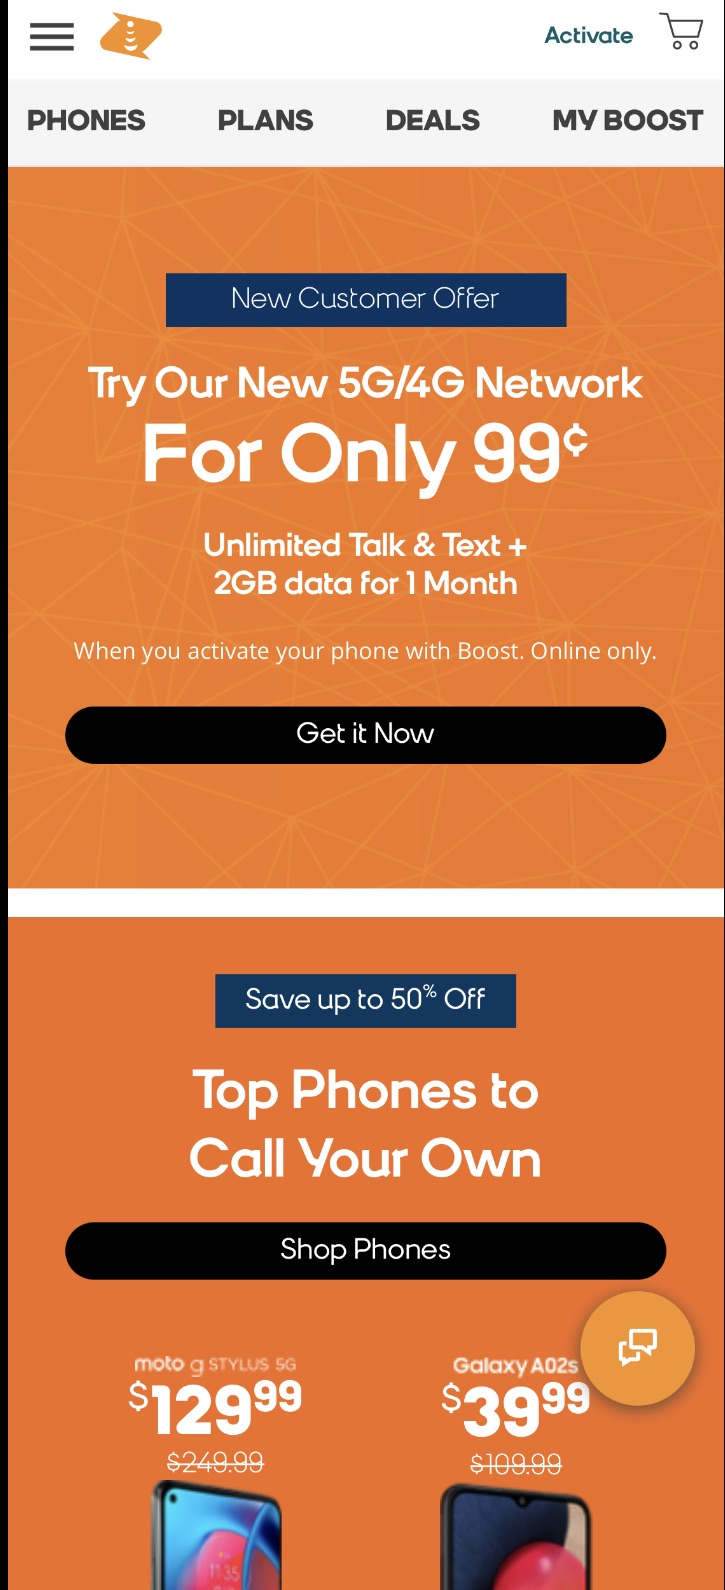 Activate
PHONES PLANS DEALS MY BOOST
New Customer Offer
Try Our New 5G/4G Network
For Only 99¢
Unlimited Talk & Text +
2GB data for 1 Month
When you activate your phone with Boost. Online only.
Get it Now
Save up to 50% Off
Top Phones to
Call Your Own
Shop Phones
moto g STYLUS 5G
$129.99
$249.99
Galaxy A02s
$39.99
$109.99
11:35